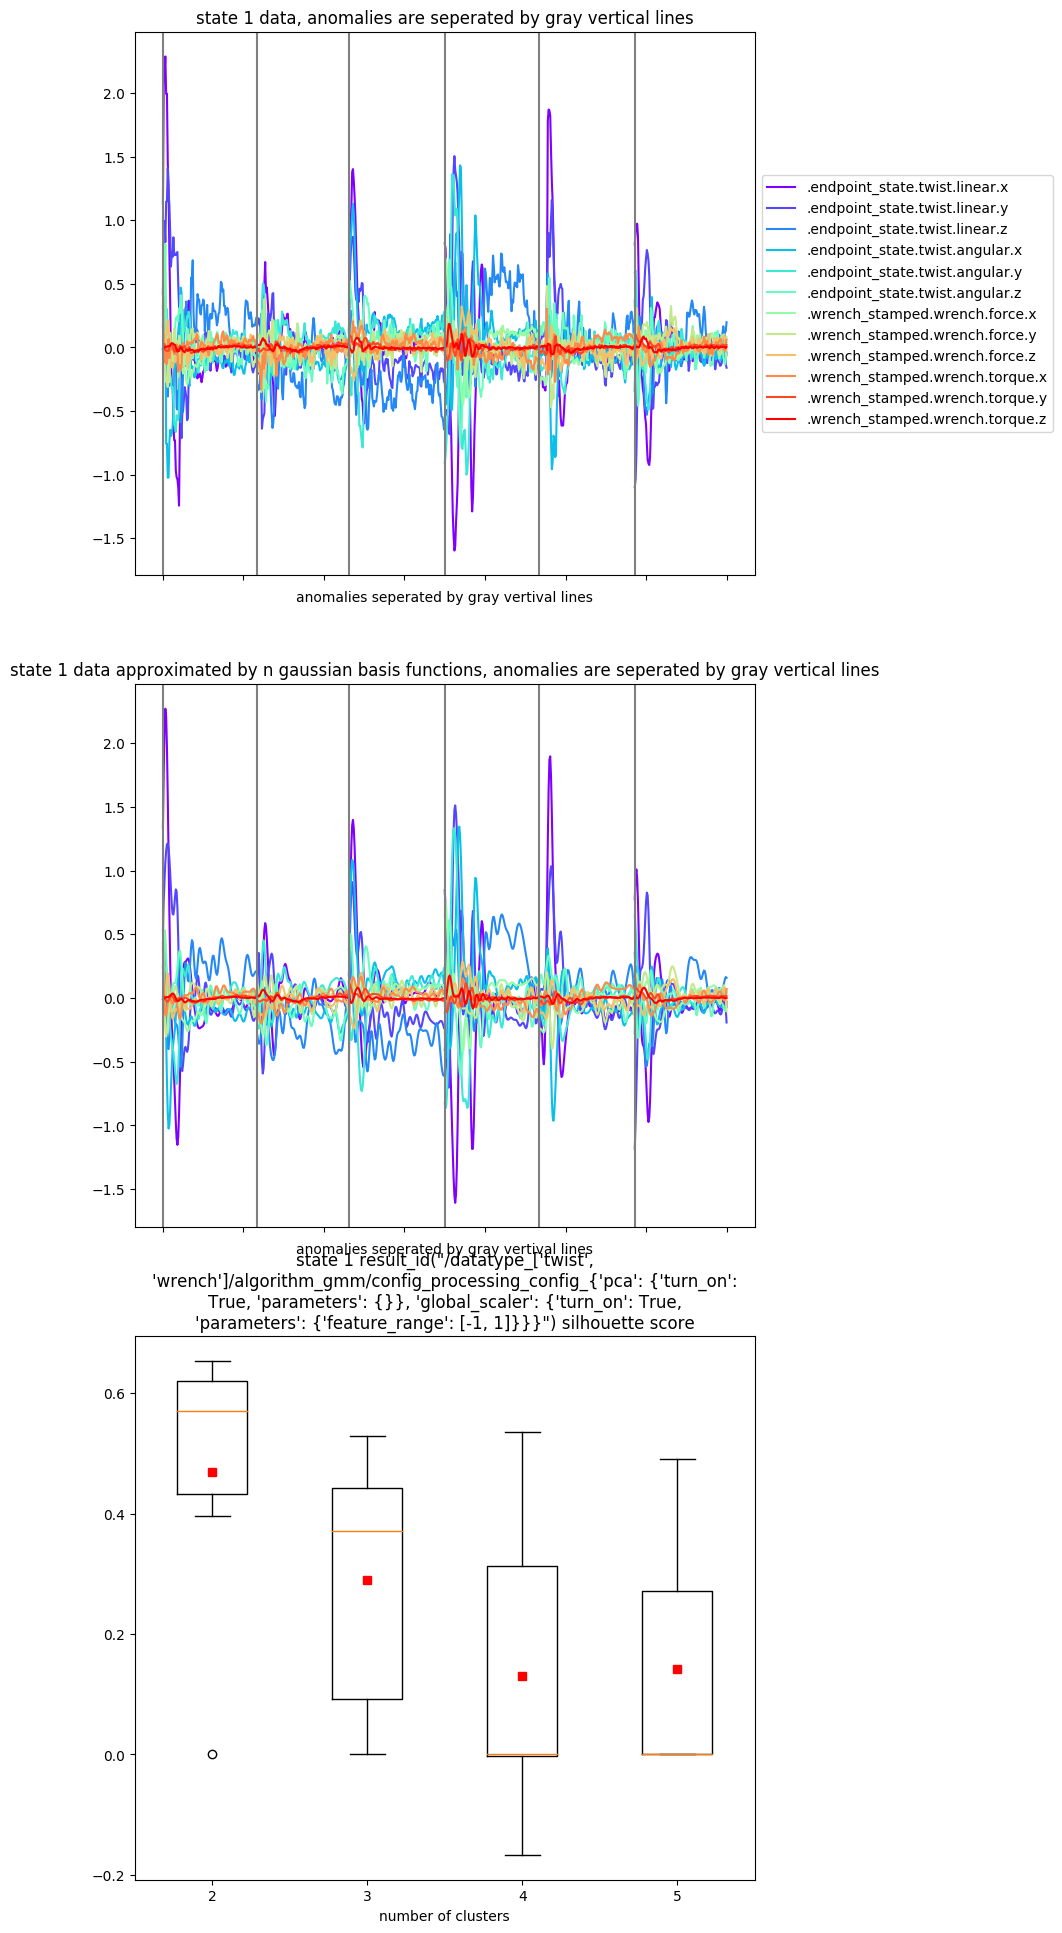 state 1 data, anomalies are seperated by gray vertical lines
2.0
1.5
1.0
0.5
0.0
−0.5
−1.0
−1.5
.endpoint_state.twist.linear.x
.endpoint_state.twist.linear.y
.endpoint_state.twist.linear.z
.endpoint_state.twist.angular.x
.endpoint_state.twist.angular.y
.endpoint_state.twist.angular.z
.wrench_stamped.wrench.force.x
.wrench_stamped.wrench.force.y
.wrench_stamped.wrench.force.z
.wrench_stamped.wrench.torque.x
.wrench_stamped.wrench.torque.y
.wrench_stamped.wrench.torque.z
anomalies seperated by gray vertival lines
state 1 data approximated by n gaussian basis functions, anomalies are seperated by gray vertical lines
2.0
1.5
1.0
0.5
0.0
−0.5
−1.0
−1.5
anomalies seperated by gray vertival lines
state 1 result_id("/datatype_['twist',
'wrench']/algorithm_gmm/config_processing_config_{'pca': {'turn_on':
True, 'parameters': {}}, 'global_scaler': {'turn_on': True,
'parameters': {'feature_range': [-1, 1]}}}") silhouette score
0.6
0.4
0.2
0.0
−0.2
2 3 4 5
number of clusters